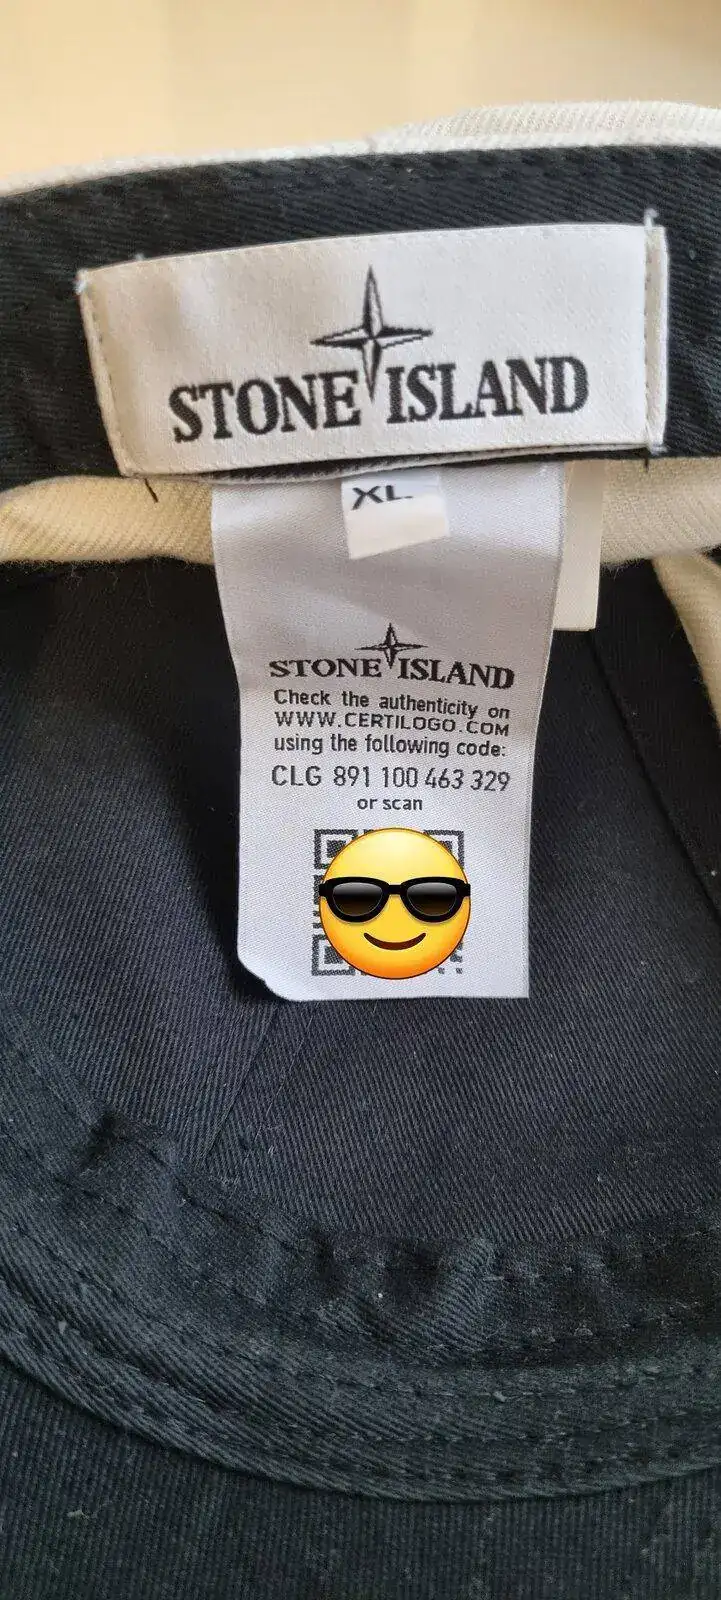 STONE ISLAND
XL
STONE ISLAND
Check the authenticity on
WWW.CERTILOGO.COM
using the following code:
CLG 891 100 463 329
or scan